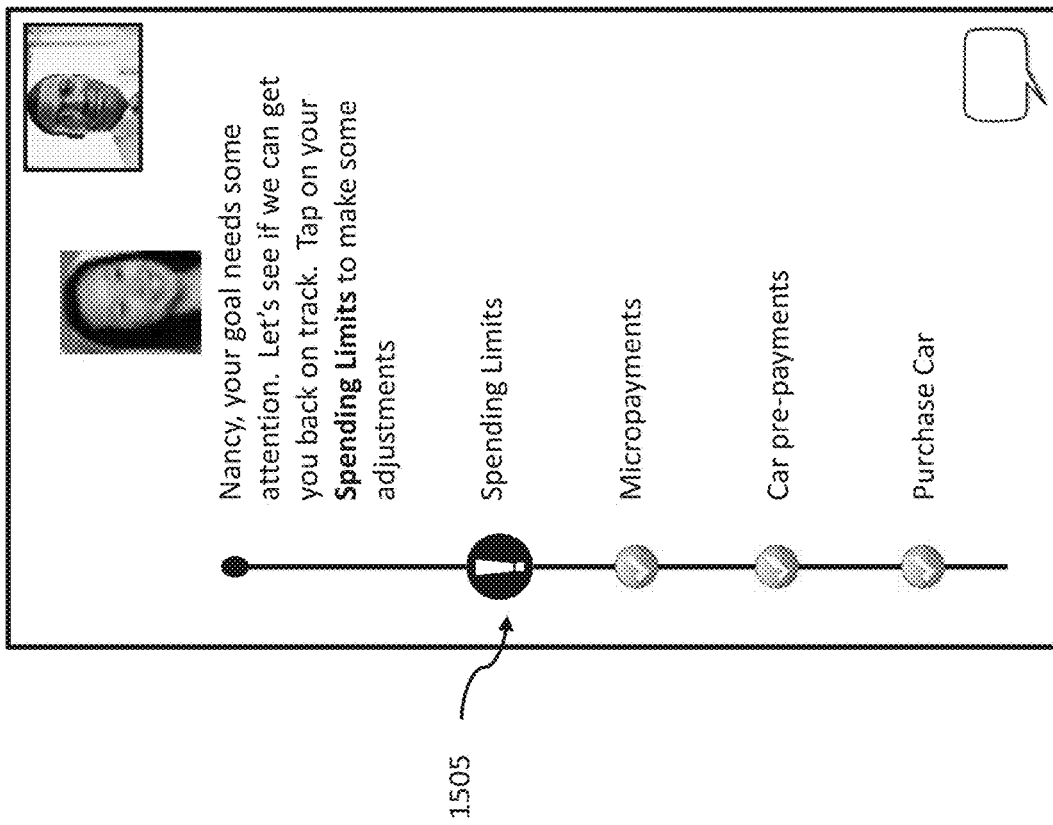 Nancy, your goal needs some
attention. Let's see if we can get
you back on track. Tap on your
Spending Limits to make some
adjustments
Spending Limits
!
Micropayments
Car pre-payments
Purchase Car
1505